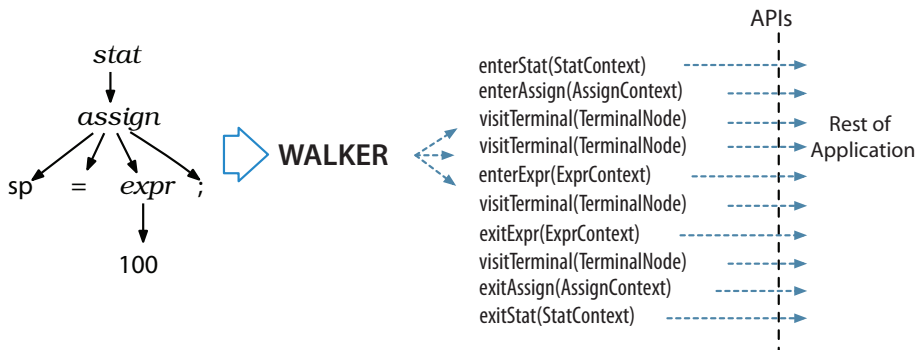 stat
assign
sp = expr ;
100
WALKER
APIs
enterStat(StatContext)
enterAssign(AssignContext)
visitTerminal(TerminalNode)
visitTerminal(TerminalNode)
enterExpr(ExprContext)
visitTerminal(TerminalNode)
exitExpr(ExprContext)
visitTerminal(TerminalNode)
exitAssign(AssignContext)
exitStat(StatContext)
Rest of
Application